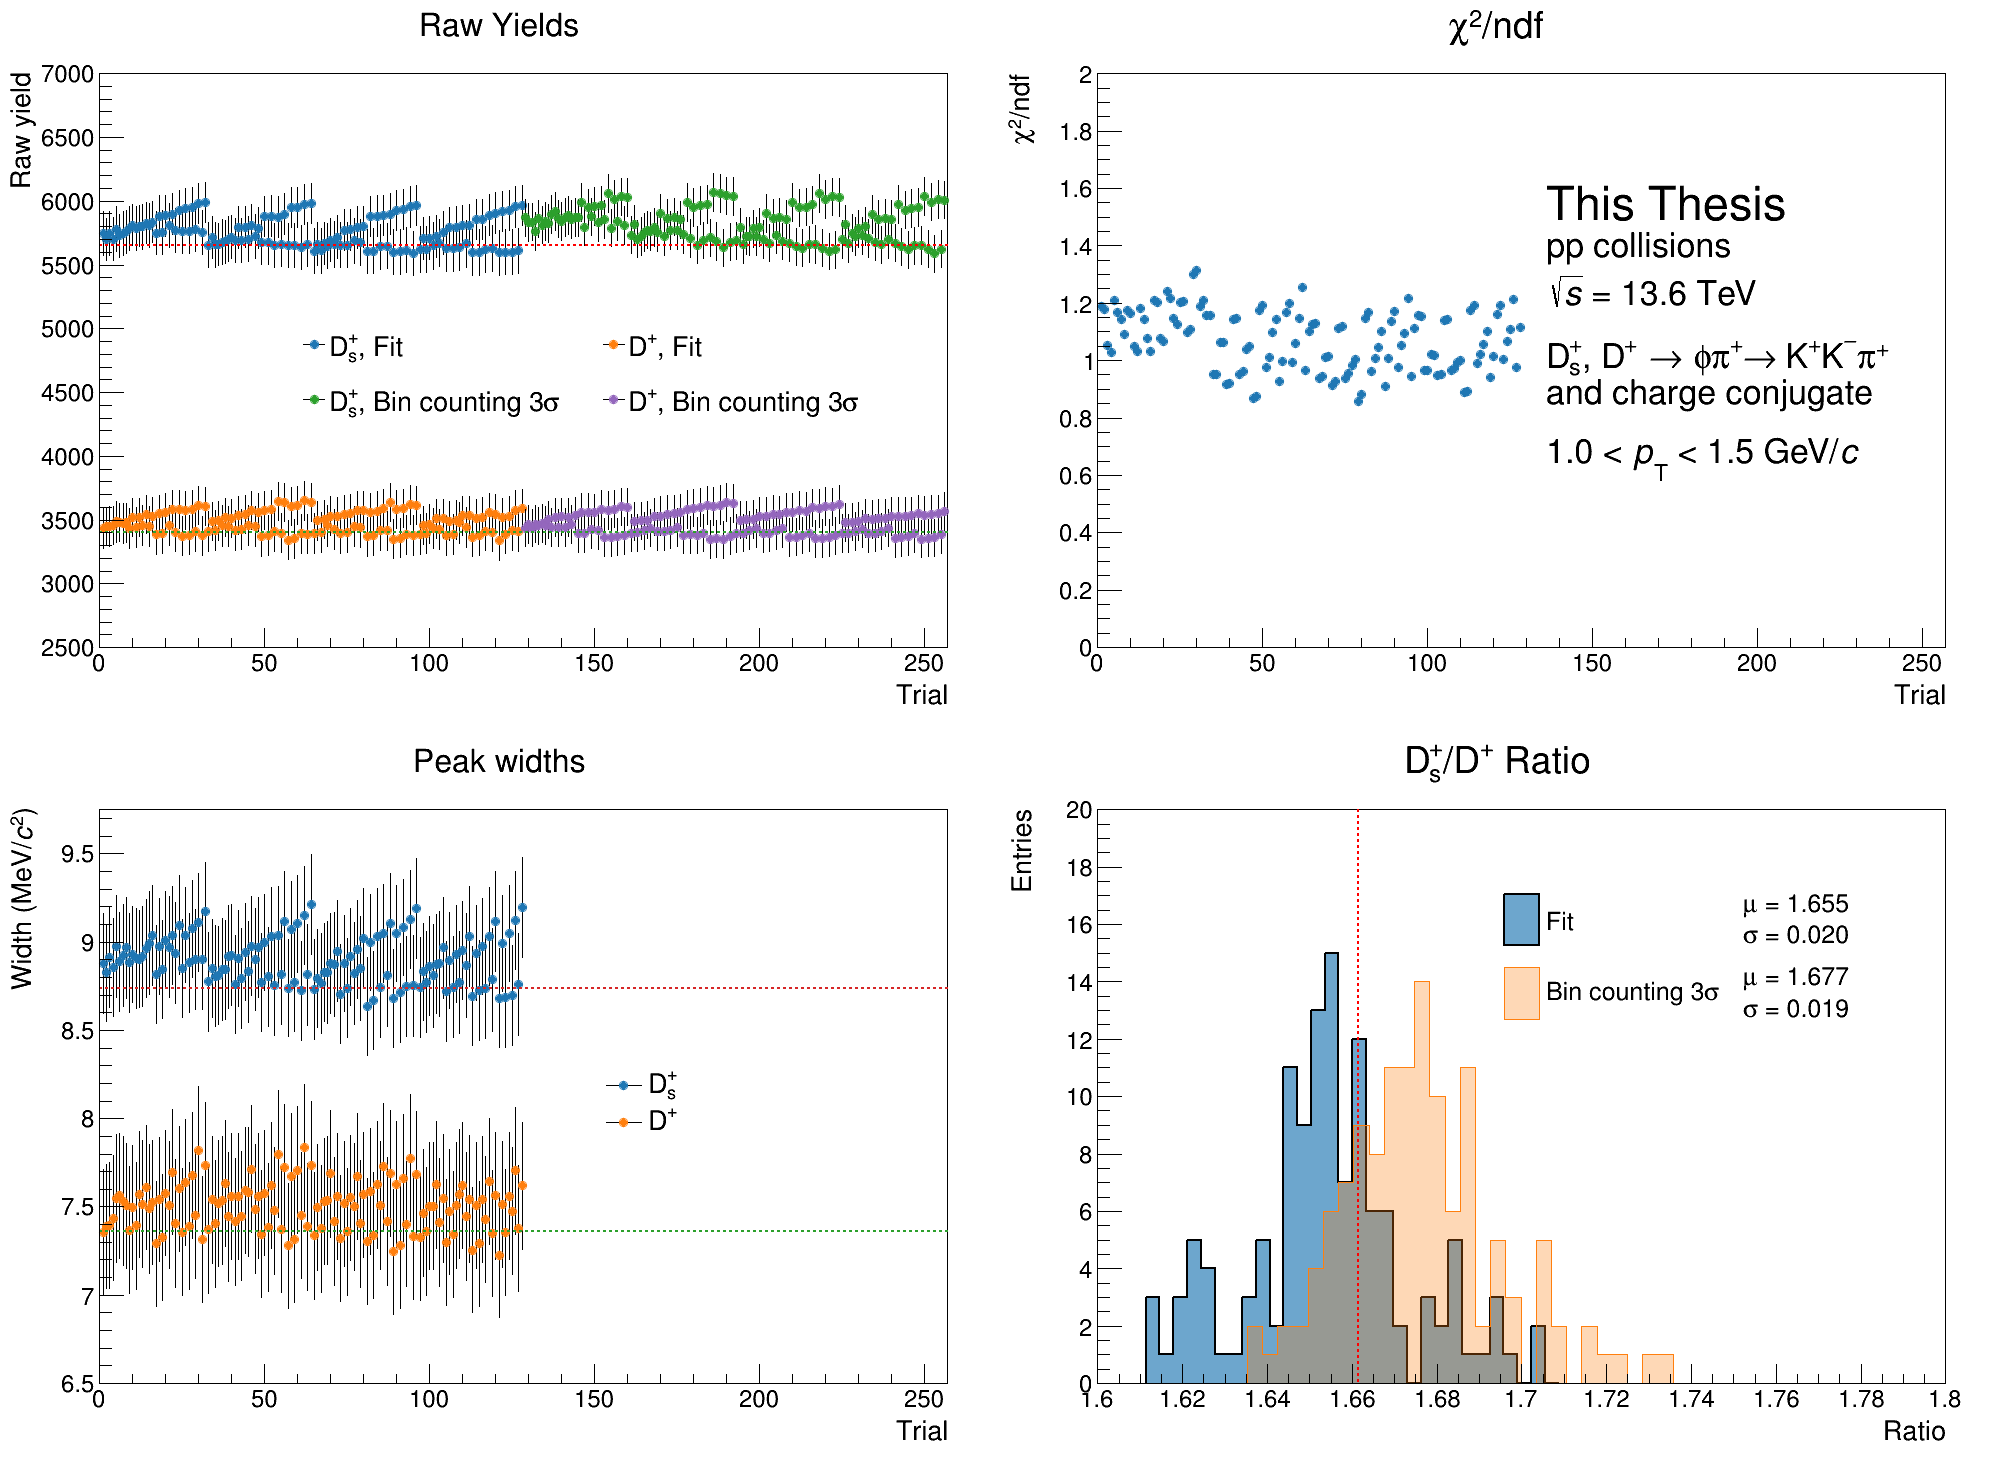 Raw Yields
Raw yield
7000
6500
6000
5500
5000
4500
4000
3500
3000
2500
D_s^+, Fit
D^+, Fit
D_s^+, Bin counting 3σ
D^+, Bin counting 3σ
0 50 100 150 200 250
Trial
χ²/ndf
χ²/ndf
2
1.8
1.6
1.4
1.2
1
0.8
0.6
0.4
0.2
0
This Thesis
pp collisions
√s = 13.6 TeV
D_s^+, D^+ → ϕπ^+→ K^+K^−π^+
and charge conjugate
1.0 < p_T < 1.5 GeV/c
0 50 100 150 200 250
Trial
Peak widths
Width (MeV/c²)
9.5
9
8.5
8
7.5
7
6.5
D_s^+
D^+
0 50 100 150 200 250
Trial
D_s^+/D^+ Ratio
Entries
20
18
16
14
12
10
8
6
4
2
0
Fit
μ = 1.655
σ = 0.020
Bin counting 3σ
μ = 1.677
σ = 0.019
1.6 1.62 1.64 1.66 1.68 1.7 1.72 1.74 1.76 1.78 1.8
Ratio